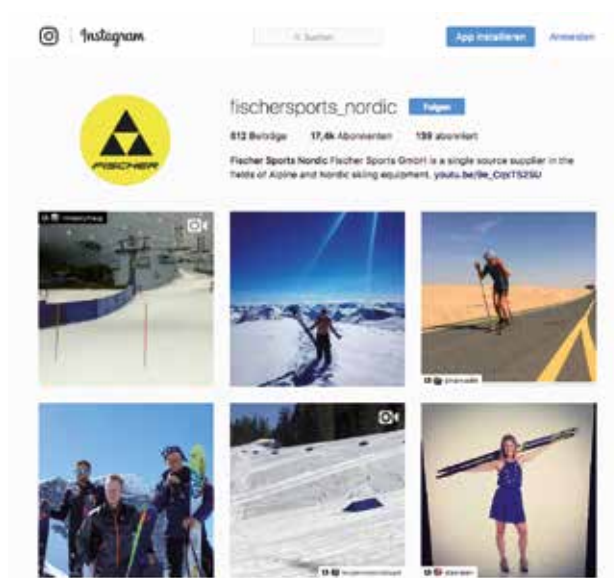 Instagram
Suchen
App installieren
Anmelden
FISCHER
fischersports_nordic
Folgen
612 Beiträge 17,4k Abonnenten 159 abonniert
Fischer Sports Nordic Fischer Sports GmbH is a single source supplier in the
fields of Alpine and Nordic skiing equipment.